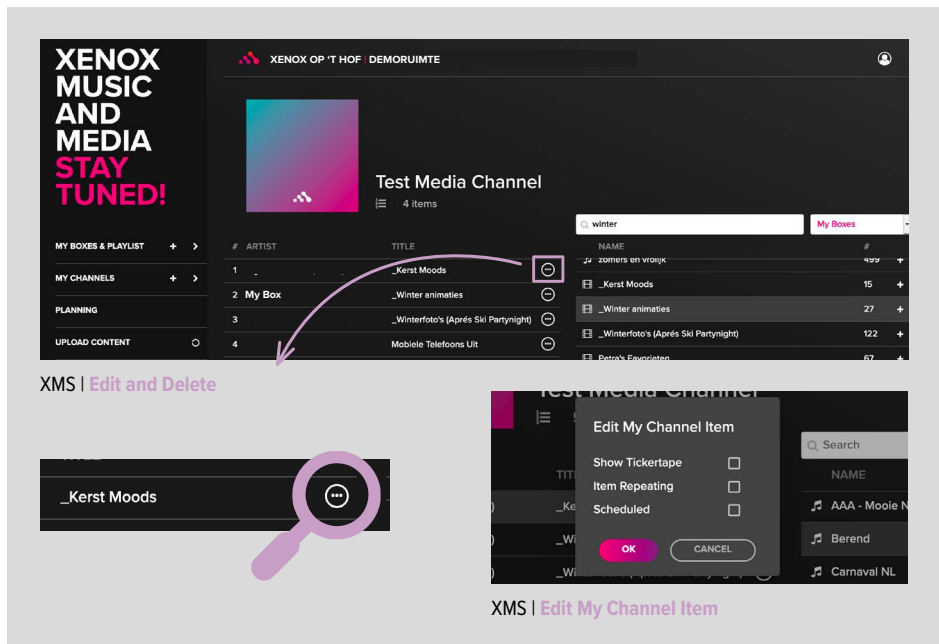 XENOX
MUSIC
AND
MEDIA
STAY
TUNED!
MY BOXES & PLAYLIST + >
MY CHANNELS + >
PLANNING
UPLOAD CONTENT
XENOX OP 'T HOF | DEMORUIMTE
Test Media Channel
4 items
# ARTIST TITLE
1 _Kerst Moods
2 My Box _Winter animaties
3 _Winterfoto's (Aprés Ski Partynight)
4 Mobiele Telefoons Uit
winter My Boxes
NAME #
zomers en vrolijk 499 +
_Kerst Moods 15 +
_Winter animaties 27 +
_Winterfoto's (Aprés Ski Partynight) 122 +
Petra's Favorieten 67 +
XMS | Edit and Delete
_Kerst Moods
Test Media Channel
Edit My Channel Item
Show Tickertape
Item Repeating
Scheduled
OK CANCEL
TIT
_Ke
_Wi
Search
NAME
AAA - Mooie N
Berend
Carnaval NL
XMS | Edit My Channel Item